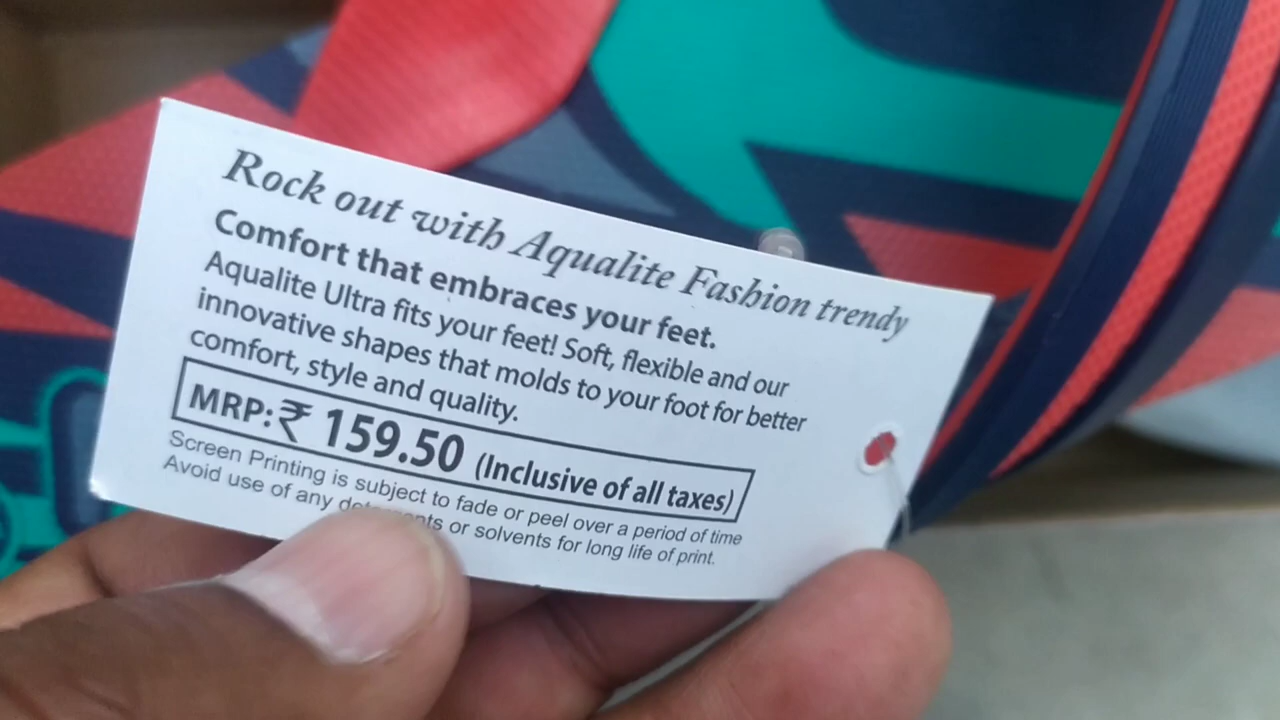 Rock out with Aqualite Fashion trendy
Comfort that embraces your feet.
Aqualite Ultra fits your feet! Soft, flexible and our
innovative shapes that molds to your foot for better
comfort, style and quality.
MRP: ₹ 159.50 (Inclusive of all taxes)
Screen Printing is subject to fade or peel over a period of time
Avoid use of any or solvents for long life of print.